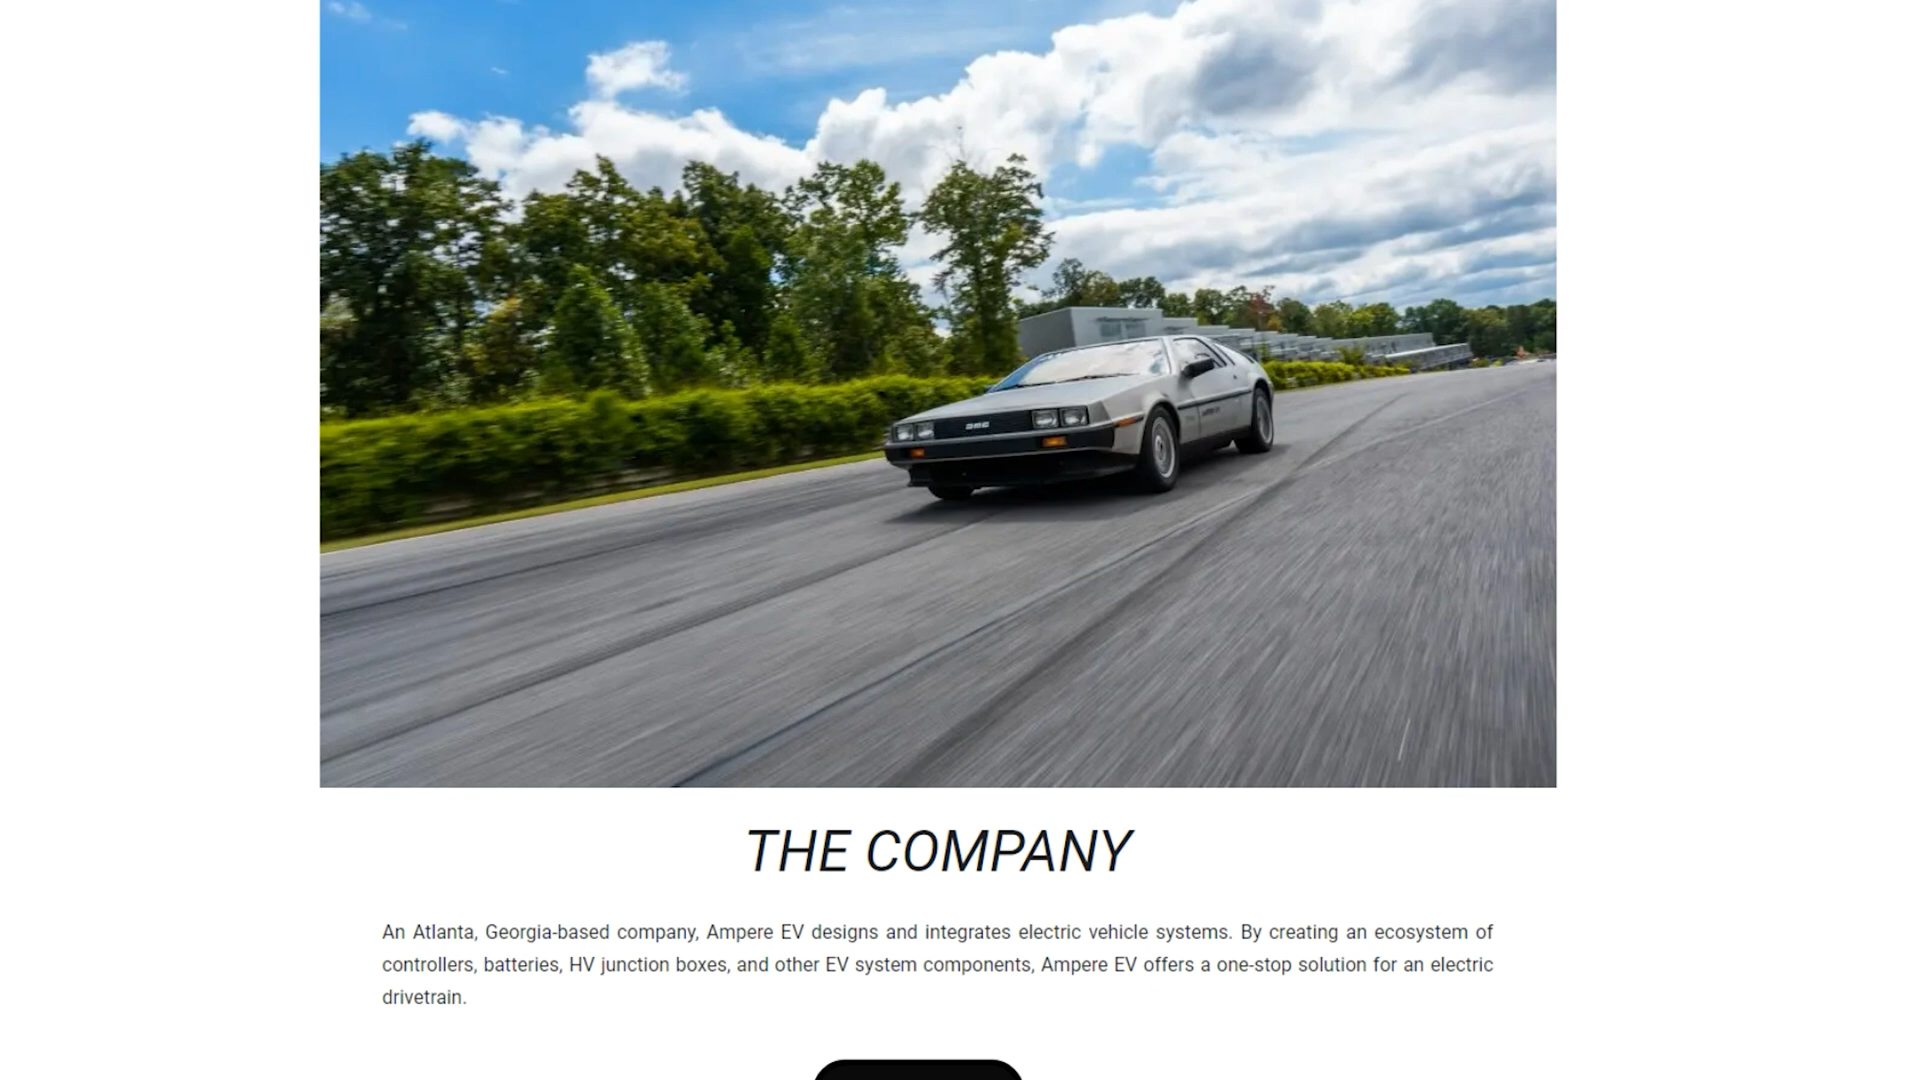 DMC
THE COMPANY
An Atlanta, Georgia-based company, Ampere EV designs and integrates electric vehicle systems. By creating an ecosystem of
controllers, batteries, HV junction boxes, and other EV system components, Ampere EV offers a one-stop solution for an electric
drivetrain.